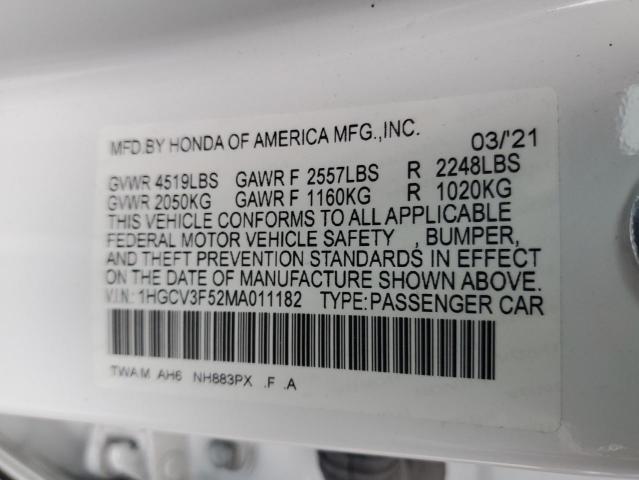 MFD.BY HONDA OF AMERICA MFG.,INC. 03/'21
GVWR 4519LBS GAWR F 2557LBS R 2248LBS
GVWR 2050KG GAWR F 1160KG R 1020KG
THIS VEHICLE CONFORMS TO ALL APPLICABLE
FEDERAL MOTOR VEHICLE SAFETY , BUMPER,
AND THEFT PREVENTION STANDARDS IN EFFECT
ON THE DATE OF MANUFACTURE SHOWN ABOVE.
V.I.N.: 1HGCV3F52MA011182 TYPE:PASSENGER CAR
TWAM AH6 NH883PX .F .A